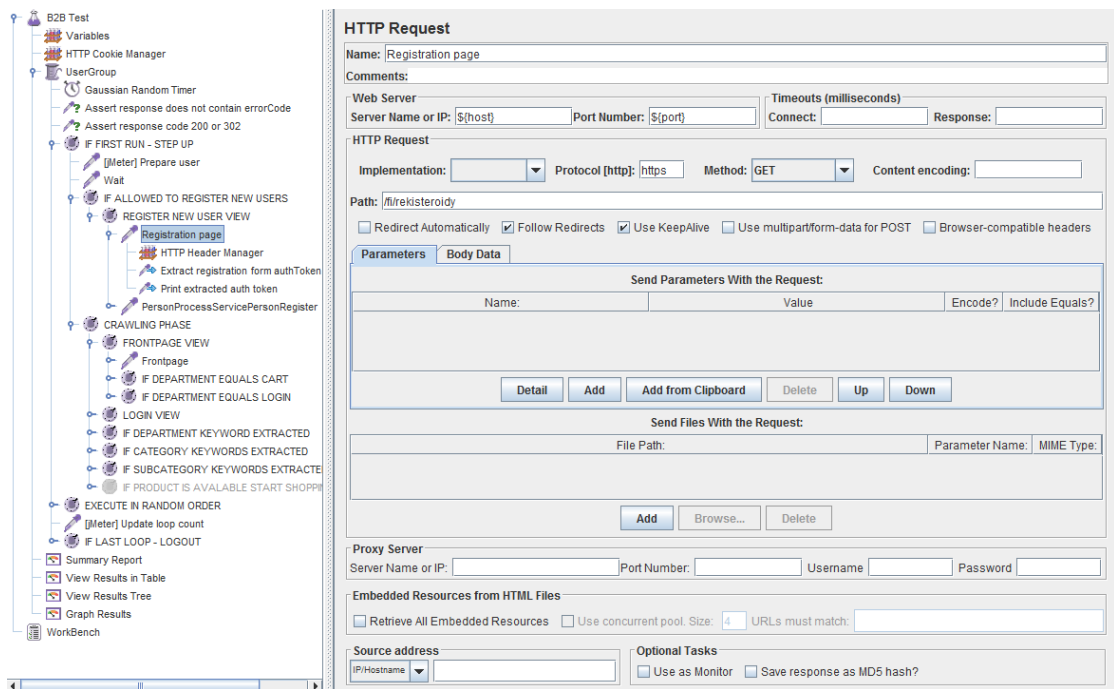 B2B Test
Variables
HTTP Cookie Manager
UserGroup
Gaussian Random Timer
Assert response does not contain errorCode
Assert response code 200 or 302
IF FIRST RUN - STEP UP
[jMeter] Prepare user
Wait
IF ALLOWED TO REGISTER NEW USERS
REGISTER NEW USER VIEW
Registration page
HTTP Header Manager
Extract registration form authToken
Print extracted auth token
PersonProcessServicePersonRegister
CRAWLING PHASE
FRONTPAGE VIEW
Frontpage
IF DEPARTMENT EQUALS CART
IF DEPARTMENT EQUALS LOGIN
LOGIN VIEW
IF DEPARTMENT KEYWORD EXTRACTED
IF CATEGORY KEYWORDS EXTRACTED
IF SUBCATEGORY KEYWORDS EXTRACTE
IF PRODUCT IS AVALABLE START SHOPPIN
EXECUTE IN RANDOM ORDER
[jMeter] Update loop count
IF LAST LOOP - LOGOUT
Summary Report
View Results in Table
View Results Tree
Graph Results
WorkBench
HTTP Request
Name: Registration page
Comments:
Web Server Timeouts (milliseconds)
Server Name or IP: ${host} Port Number: ${port} Connect: Response:
HTTP Request
Implementation: Protocol [http]: https Method: GET Content encoding:
Path: /fi/rekisteroidy
Redirect Automatically Follow Redirects Use KeepAlive Use multipart/form-data for POST Browser-compatible headers
Parameters Body Data
Send Parameters With the Request:
Name: Value Encode? Include Equals?
Detail Add Add from Clipboard Delete Up Down
Send Files With the Request:
File Path: Parameter Name: MIME Type:
Add Browse... Delete
Proxy Server
Server Name or IP: Port Number: Username Password
Embedded Resources from HTML Files
Retrieve All Embedded Resources Use concurrent pool. Size: 4 URLs must match:
Source address Optional Tasks
IP/Hostname Use as Monitor Save response as MD5 hash?